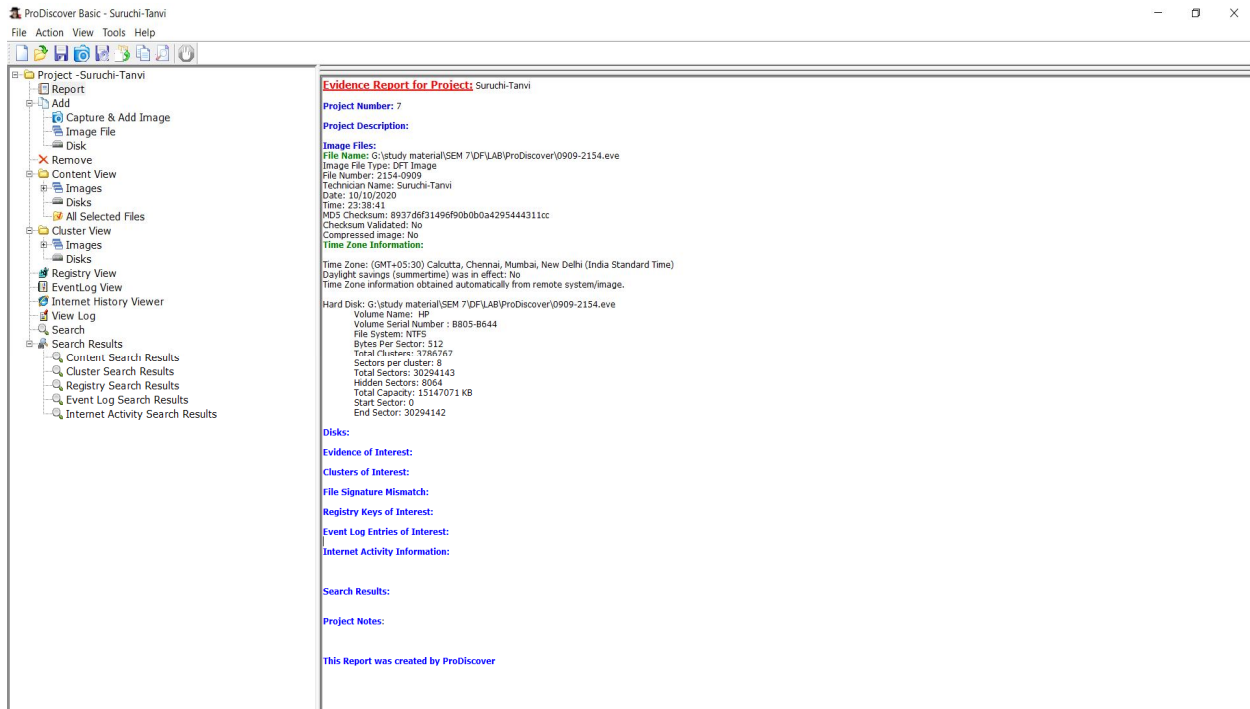 ProDiscover Basic - Suruchi-Tanvi
File Action View Tools Help
Project -Suruchi-Tanvi
Report
Add
Capture & Add Image
Image File
Disk
Remove
Content View
Images
Disks
All Selected Files
Cluster View
Images
Disks
Registry View
EventLog View
Internet History Viewer
View Log
Search
Search Results
Content Search Results
Cluster Search Results
Registry Search Results
Event Log Search Results
Internet Activity Search Results
Evidence Report for Project: Suruchi-Tanvi
Project Number: 7
Project Description:
Image Files:
File Name: G:\study material\SEM 7\DF\LAB\ProDiscover\0909-2154.eve
Image File Type: DFT Image
File Number: 2154-0909
Technician Name: Suruchi-Tanvi
Date: 10/10/2020
Time: 23:38:41
MD5 Checksum: 8937d6f31496f90b0b0a4295444311cc
Checksum Validated: No
Compressed image: No
Time Zone Information:
Time Zone: (GMT+05:30) Calcutta, Chennai, Mumbai, New Delhi (India Standard Time)
Daylight savings (summertime) was in effect: No
Time Zone information obtained automatically from remote system/image.
Hard Disk: G:\study material\SEM 7\DF\LAB\ProDiscover\0909-2154.eve
Volume Name: HP
Volume Serial Number : B805-B644
File System: NTFS
Bytes Per Sector: 512
Total Clusters: 3786767
Sectors per cluster: 8
Total Sectors: 30294143
Hidden Sectors: 8064
Total Capacity: 15147071 KB
Start Sector: 0
End Sector: 30294142
Disks:
Evidence of Interest:
Clusters of Interest:
File Signature Mismatch:
Registry Keys of Interest:
Event Log Entries of Interest:
Internet Activity Information:
Search Results:
Project Notes:
This Report was created by ProDiscover